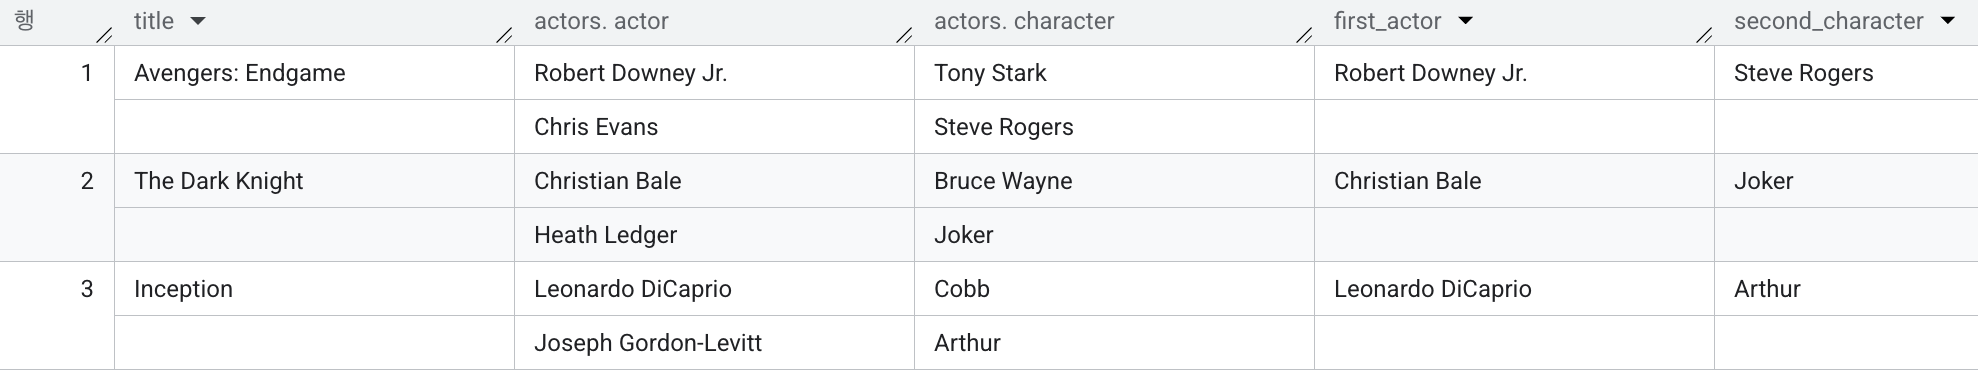 행 title actors. actor actors. character first_actor second_character
1 Avengers: Endgame Robert Downey Jr. Tony Stark Robert Downey Jr. Steve Rogers
Chris Evans Steve Rogers
2 The Dark Knight Christian Bale Bruce Wayne Christian Bale Joker
Heath Ledger Joker
3 Inception Leonardo DiCaprio Cobb Leonardo DiCaprio Arthur
Joseph Gordon-Levitt Arthur